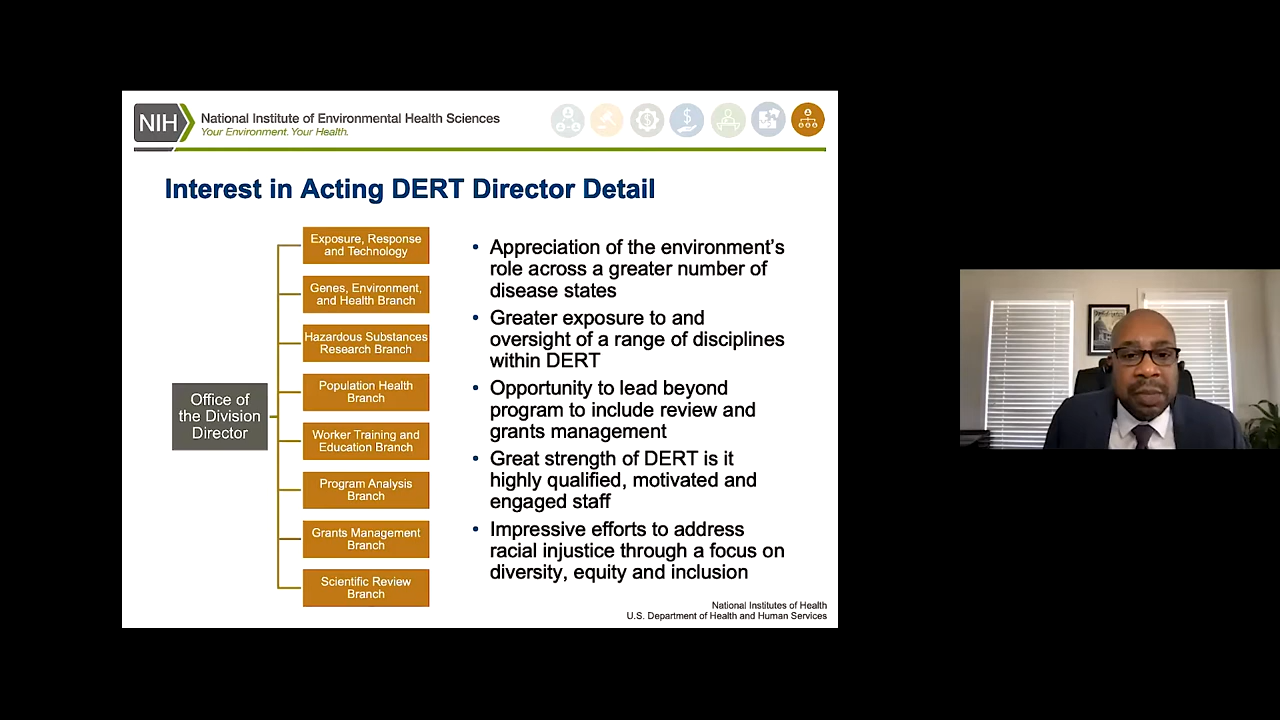 NIH
National Institute of Environmental Health Sciences
Your Environment. Your Health.
Interest in Acting DERT Director Detail
Office of
the Division
Director
Exposure, Response
and Technology
Genes, Environment,
and Health Branch
Hazardous Substances
Research Branch
Population Health
Branch
Worker Training and
Education Branch
Program Analysis
Branch
Grants Management
Branch
Scientific Review
Branch
• Appreciation of the environment's
role across a greater number of
disease states
• Greater exposure to and
oversight of a range of disciplines
within DERT
• Opportunity to lead beyond
program to include review and
grants management
• Great strength of DERT is it
highly qualified, motivated and
engaged staff
• Impressive efforts to address
racial injustice through a focus on
diversity, equity and inclusion
National Institutes of Health
U.S. Department of Health and Human Services